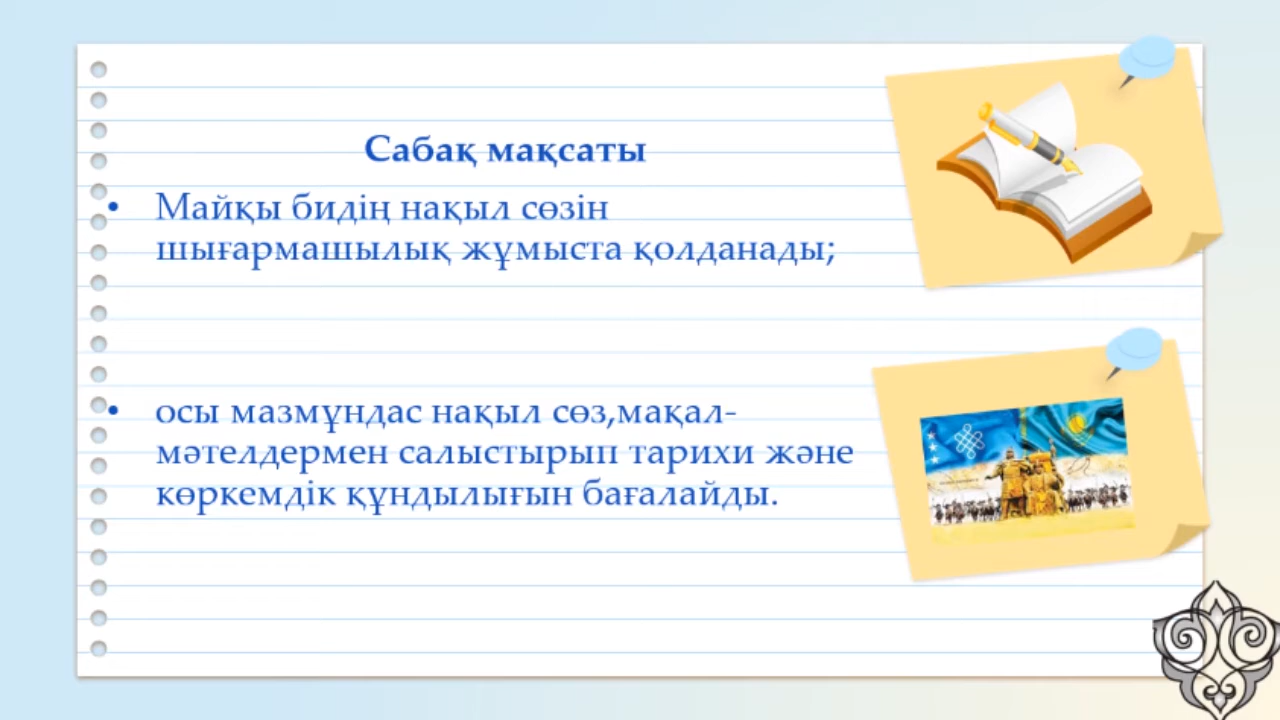 Сабақ мақсаты
• Майқы бидің нақыл сөзін
шығармашылық жұмыста қолданады;
• осы мазмұндас нақыл сөз,мақал-
мәтелдермен салыстырып тарихи және
көркемдік құндылығын бағалайды.